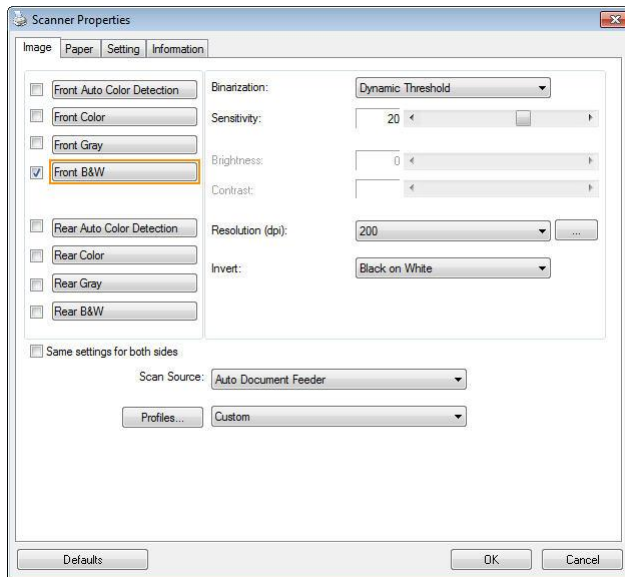 Scanner Properties
Image Paper Setting Information
Front Auto Color Detection
Front Color
Front Gray
Front B&W
Rear Auto Color Detection
Rear Color
Rear Gray
Rear B&W
Binarization: Dynamic Threshold
Sensitivity: 20
Brightness: 0
Contrast:
Resolution (dpi): 200 ...
Invert: Black on White
Same settings for both sides
Scan Source: Auto Document Feeder
Profiles... Custom
Defaults OK Cancel